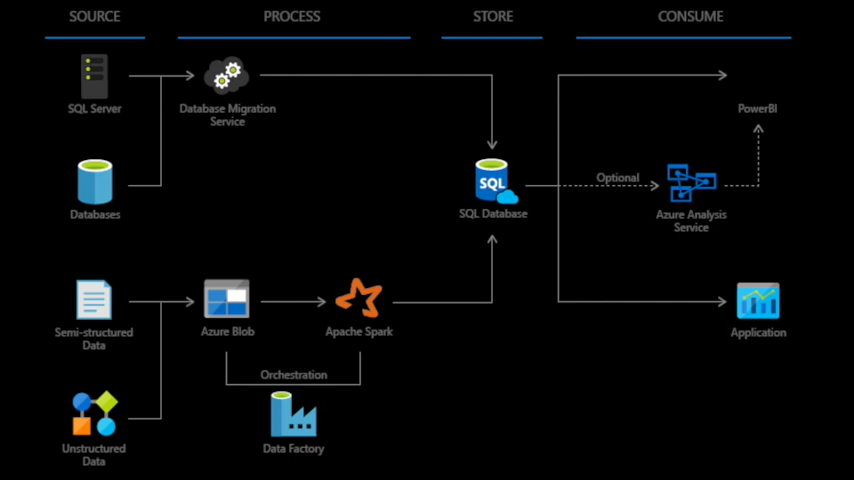 SOURCE
PROCESS
STORE
CONSUME
SQL Server
Database Migration
Service
PowerBI
Databases
SQL
SQL Database
Optional
Azure Analysis
Service
Semi-structured
Data
Azure Blob
Apache Spark
Application
Orchestration
Unstructured
Data
Data Factory